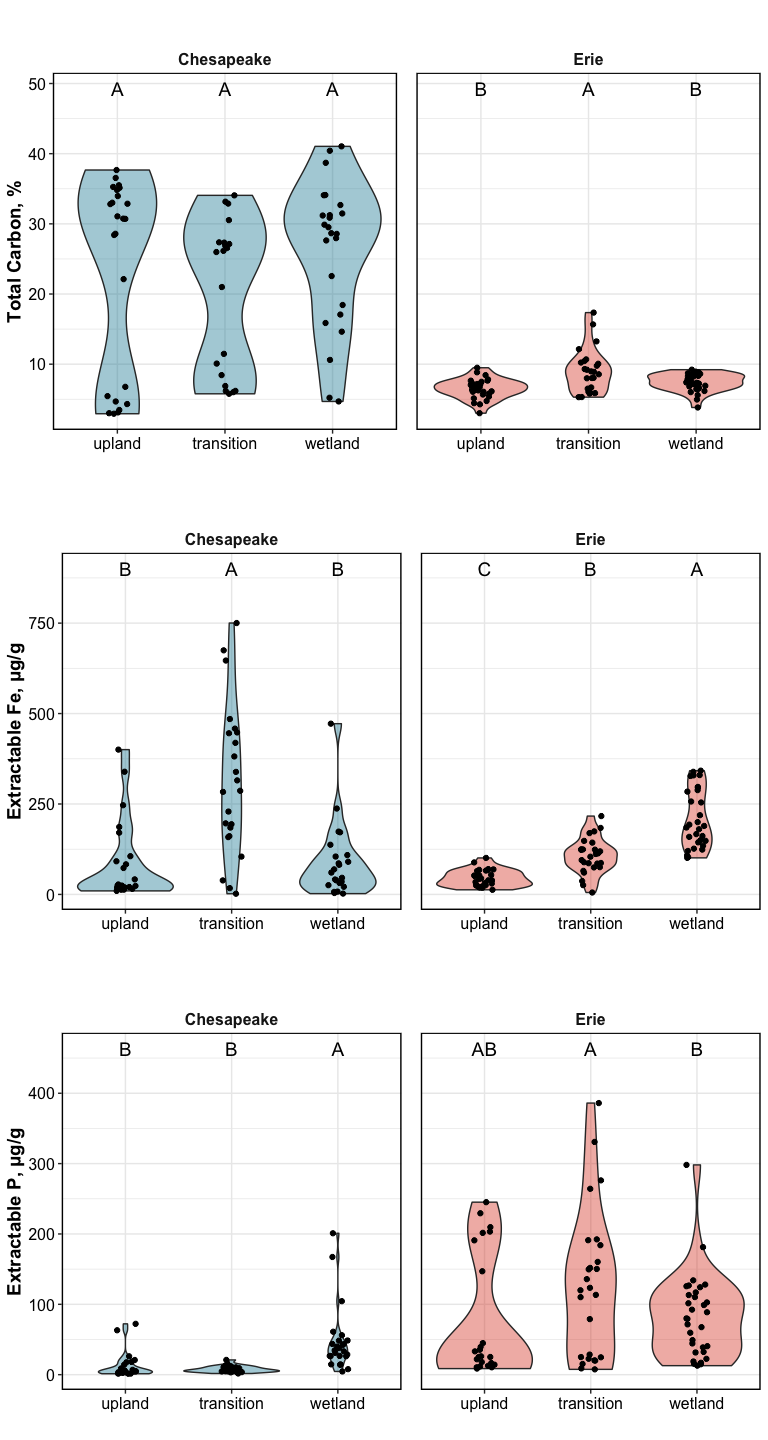 Chesapeake Erie
50 A A A B A B
40
30
20
10
Total Carbon, %
upland transition wetland upland transition wetland
Chesapeake Erie
B A B C B A
750
500
250
0
Extractable Fe, µg/g
upland transition wetland upland transition wetland
Chesapeake Erie
B B A AB A B
400
300
200
100
0
Extractable P, µg/g
upland transition wetland upland transition wetland